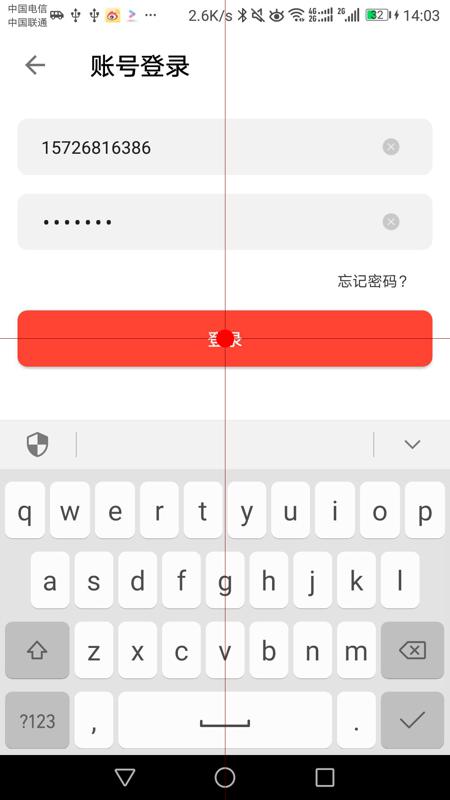 中国电信
中国联通
2.6K/s 4G 2G 2G 32 14:03
账号登录
15726816386
•••••••
忘记密码?
登录
q w e r t y u i o p
a s d f g h j k l
z x c v b n m
?123 , .